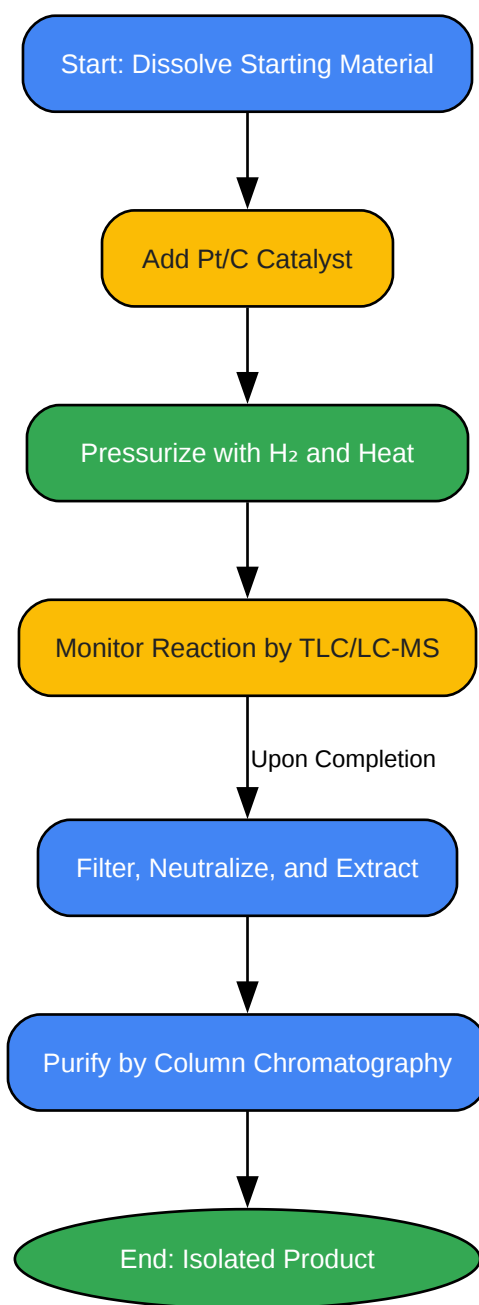 Start: Dissolve Starting Material
Add Pt/C Catalyst
Pressurize with H₂ and Heat
Monitor Reaction by TLC/LC-MS
Upon Completion
Filter, Neutralize, and Extract
Purify by Column Chromatography
End: Isolated Product